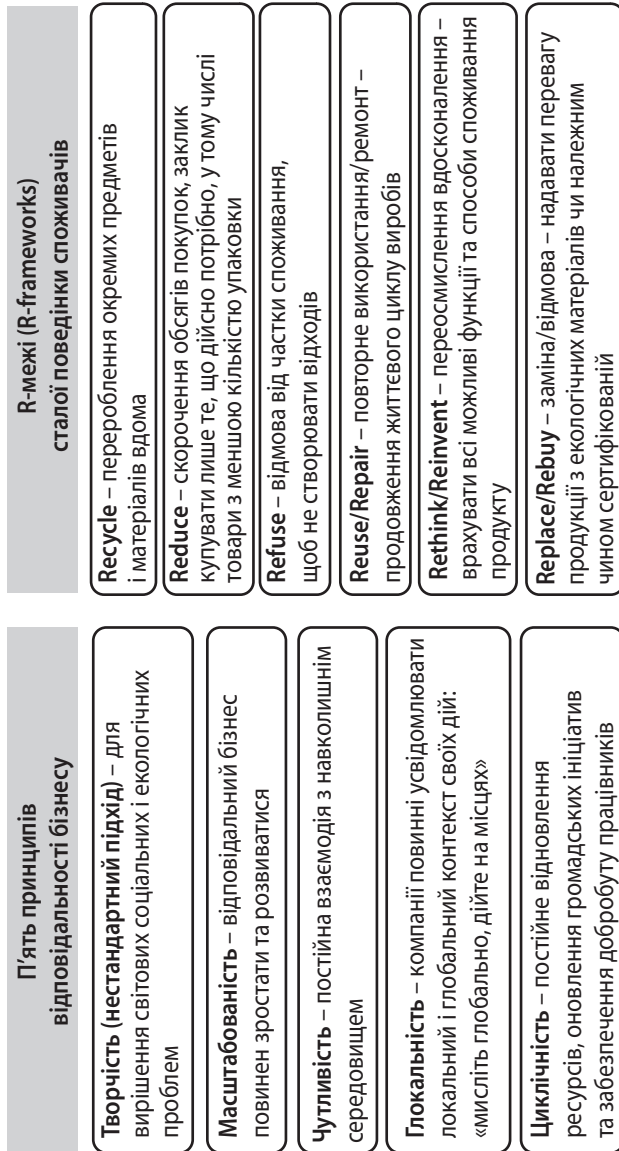 П'ять принципів
відповідальності бізнесу
Творчість (нестандартний підхід) – для
вирішення світових соціальних і екологічних
проблем
Масштабованість – відповідальний бізнес
повинен зростати та розвиватися
Чутливість – постійна взаємодія з навколишнім
середовищем
Глокальність – компанії повинні усвідомлювати
локальний і глобальний контекст своїх дій:
«мисліть глобально, дійте на місцях»
Циклічність – постійне відновлення
ресурсів, оновлення громадських ініціатив
та забезпечення добробуту працівників
R-межі (R-frameworks)
сталої поведінки споживачів
Recycle – перероблення окремих предметів
і матеріалів вдома
Reduce – скорочення обсягів покупок, заклик
купувати лише те, що дійсно потрібно, у тому числі
товари з меншою кількістю упаковки
Refuse – відмова від частки споживання,
щоб не створювати відходів
Reuse/Repair – повторне використання/ремонт –
продовження життєвого циклу виробів
Rethink/Reinvent – переосмислення вдосконалення –
врахувати всі можливі функції та способи споживання
продукту
Replace/Rebuy – заміна/відмова – надавати перевагу
продукції з екологічних матеріалів чи належним
чином сертифікованій